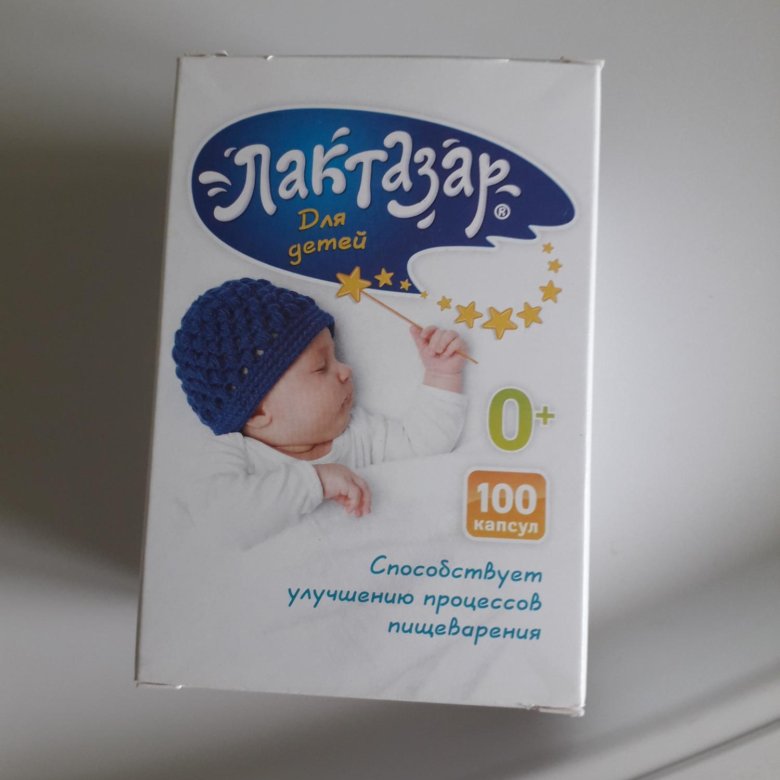 Лактазар®
Для
детей
0+
100
капсул
Способствует
улучшению процессов
пищеварения